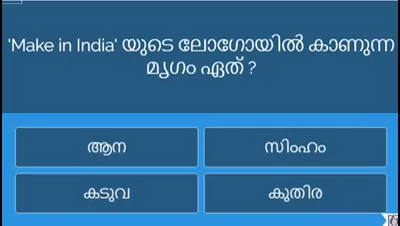 'Make in India' യുടെ ലോഗോയിൽ കാണുന്ന
മൃഗം ഏത് ?
ആന
സിംഹം
കടുവ
കുതിര